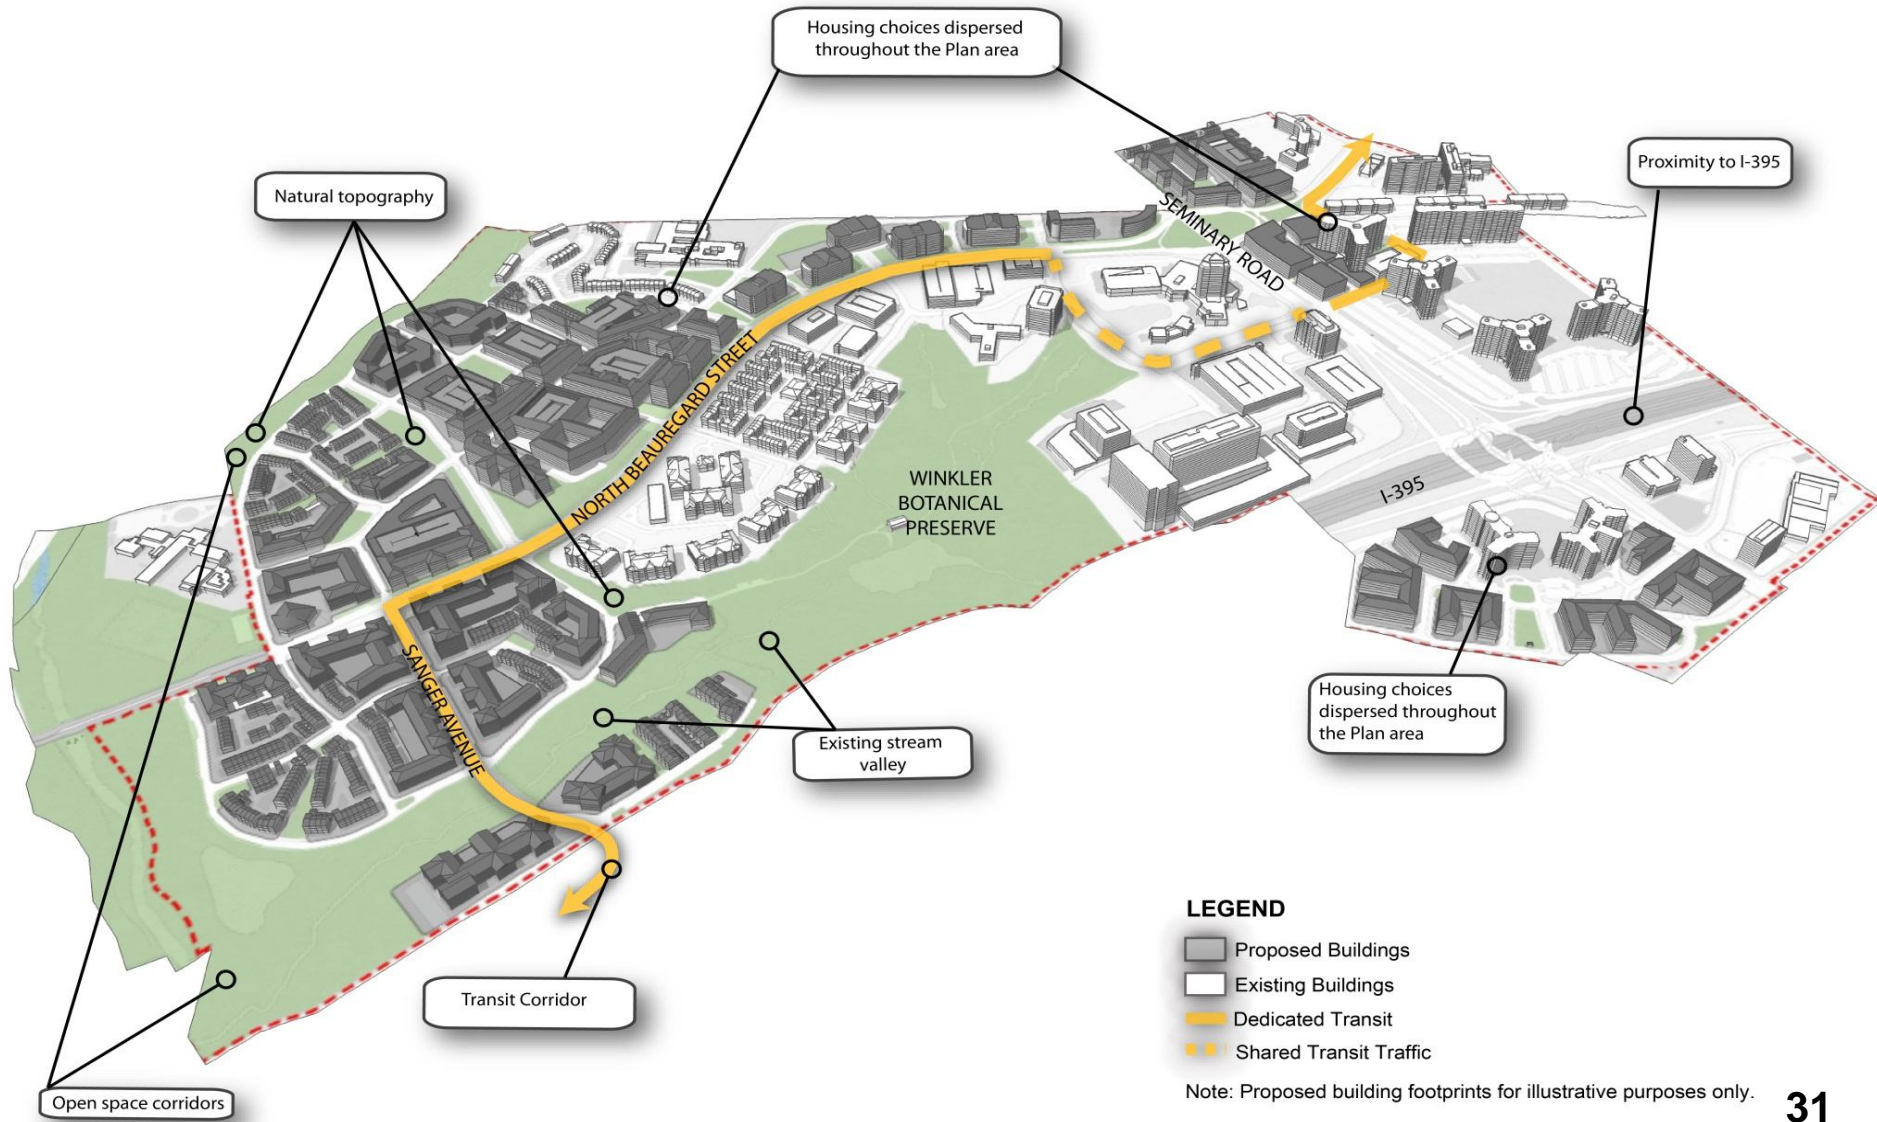 Housing choices dispersed
throughout the Plan area
Proximity to I-395
Natural topography
SEMINARY ROAD
NORTH BEAUREGARD STREET
WINKLER
BOTANICAL
PRESERVE
I-395
SANGER AVENUE
Housing choices
dispersed throughout
the Plan area
Existing stream
valley
Transit Corridor
Open space corridors
LEGEND
Proposed Buildings
Existing Buildings
Dedicated Transit
Shared Transit Traffic
Note: Proposed building footprints for illustrative purposes only.
31